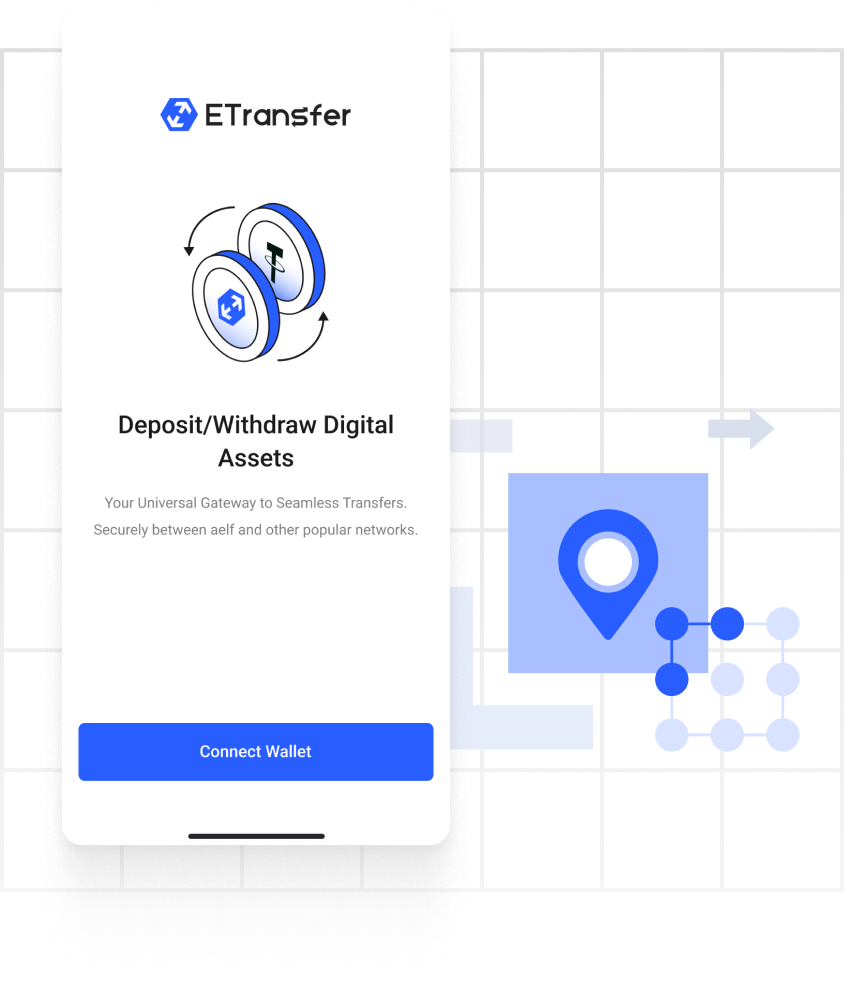 ETransfer
Deposit/Withdraw Digital
Assets
Your Universal Gateway to Seamless Transfers.
Securely between aelf and other popular networks.
Connect Wallet